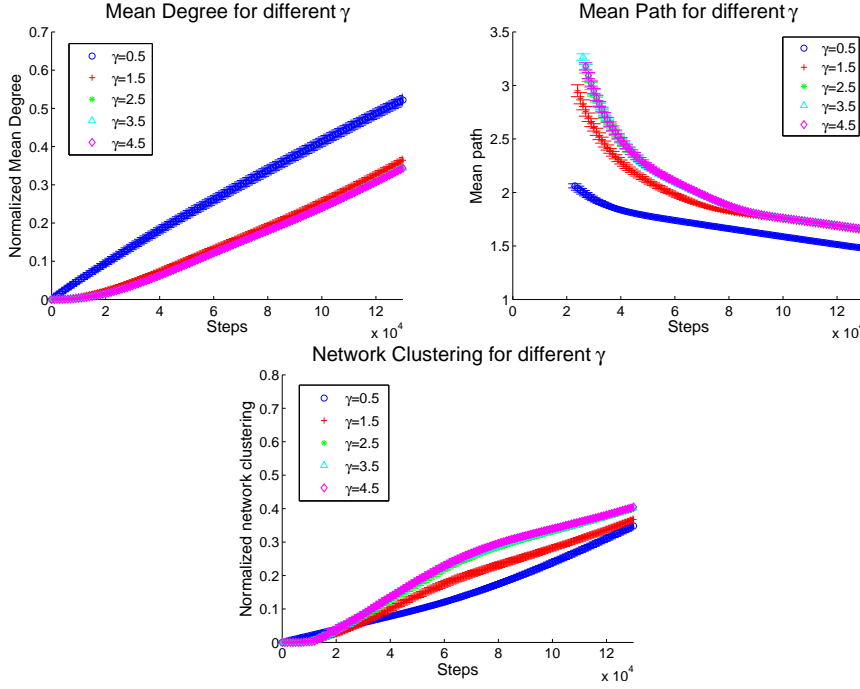 Mean Degree for different γ
0.7
0.6
0.5
0.4
0.3
0.2
0.1
0
Normalized Mean Degree
γ=0.5
γ=1.5
γ=2.5
γ=3.5
γ=4.5
0 2 4 6 8 10 12
Steps
x 10⁴
Mean Path for different γ
3.5
3
2.5
2
1.5
1
Mean path
γ=0.5
γ=1.5
γ=2.5
γ=3.5
γ=4.5
0 2 4 6 8 10 12
Steps
Network Clustering for different γ
0.8
0.7
0.6
0.5
0.4
0.3
0.2
0.1
0
Normalized network clustering
γ=0.5
γ=1.5
γ=2.5
γ=3.5
γ=4.5
0 2 4 6 8 10 12
Steps
x 10⁴